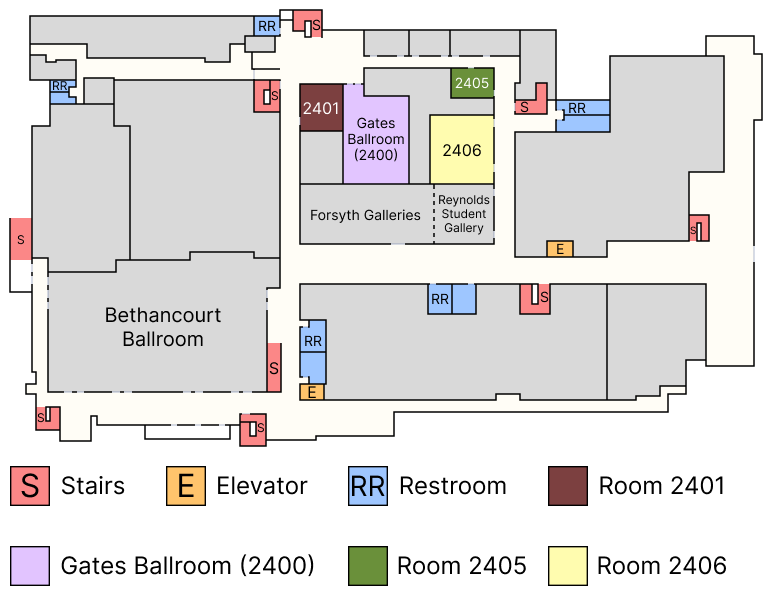 RR
S
RR
S
2401
Gates
Ballroom
(2400)
2405
2406
S
RR
Forsyth Galleries
Reynolds
Student
Gallery
S
S
E
Bethancourt
Ballroom
RR
S
RR
S
E
S
S
S Stairs
E Elevator
RR Restroom
Room 2401
Gates Ballroom (2400)
Room 2405
Room 2406